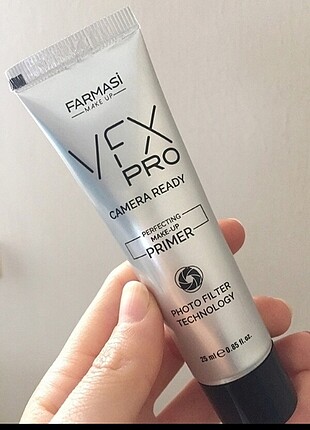 FARMASİ
MAKE UP
VFX
PRO
CAMERA READY
PERFECTING
MAKE-UP
PRIMER
PHOTO FILTER
TECHNOLOGY
25 ml ℮ 0.85 fl. oz.